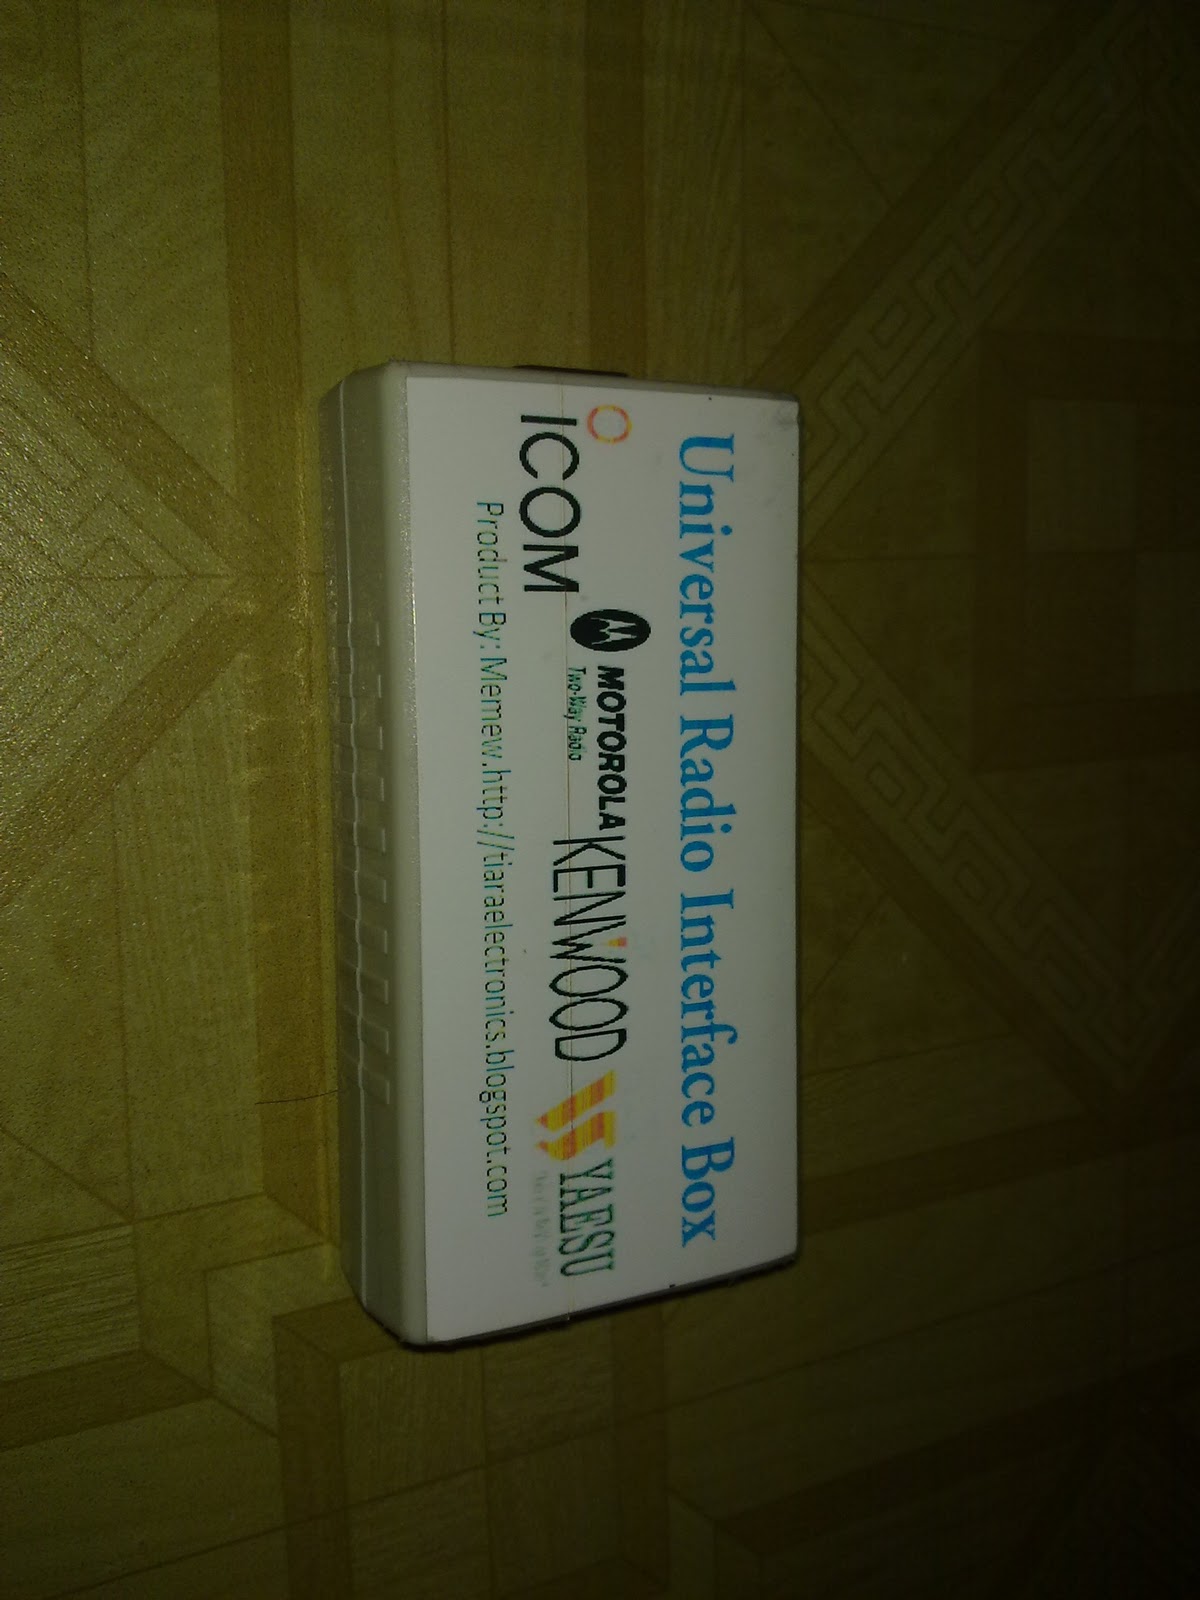 Universal Radio Interface Box
ICOM
MOTOROLA
Two-Way Radio
KENWOOD
YAESU
Product By: Memew.http://tiaraelectronics.blogspot.com